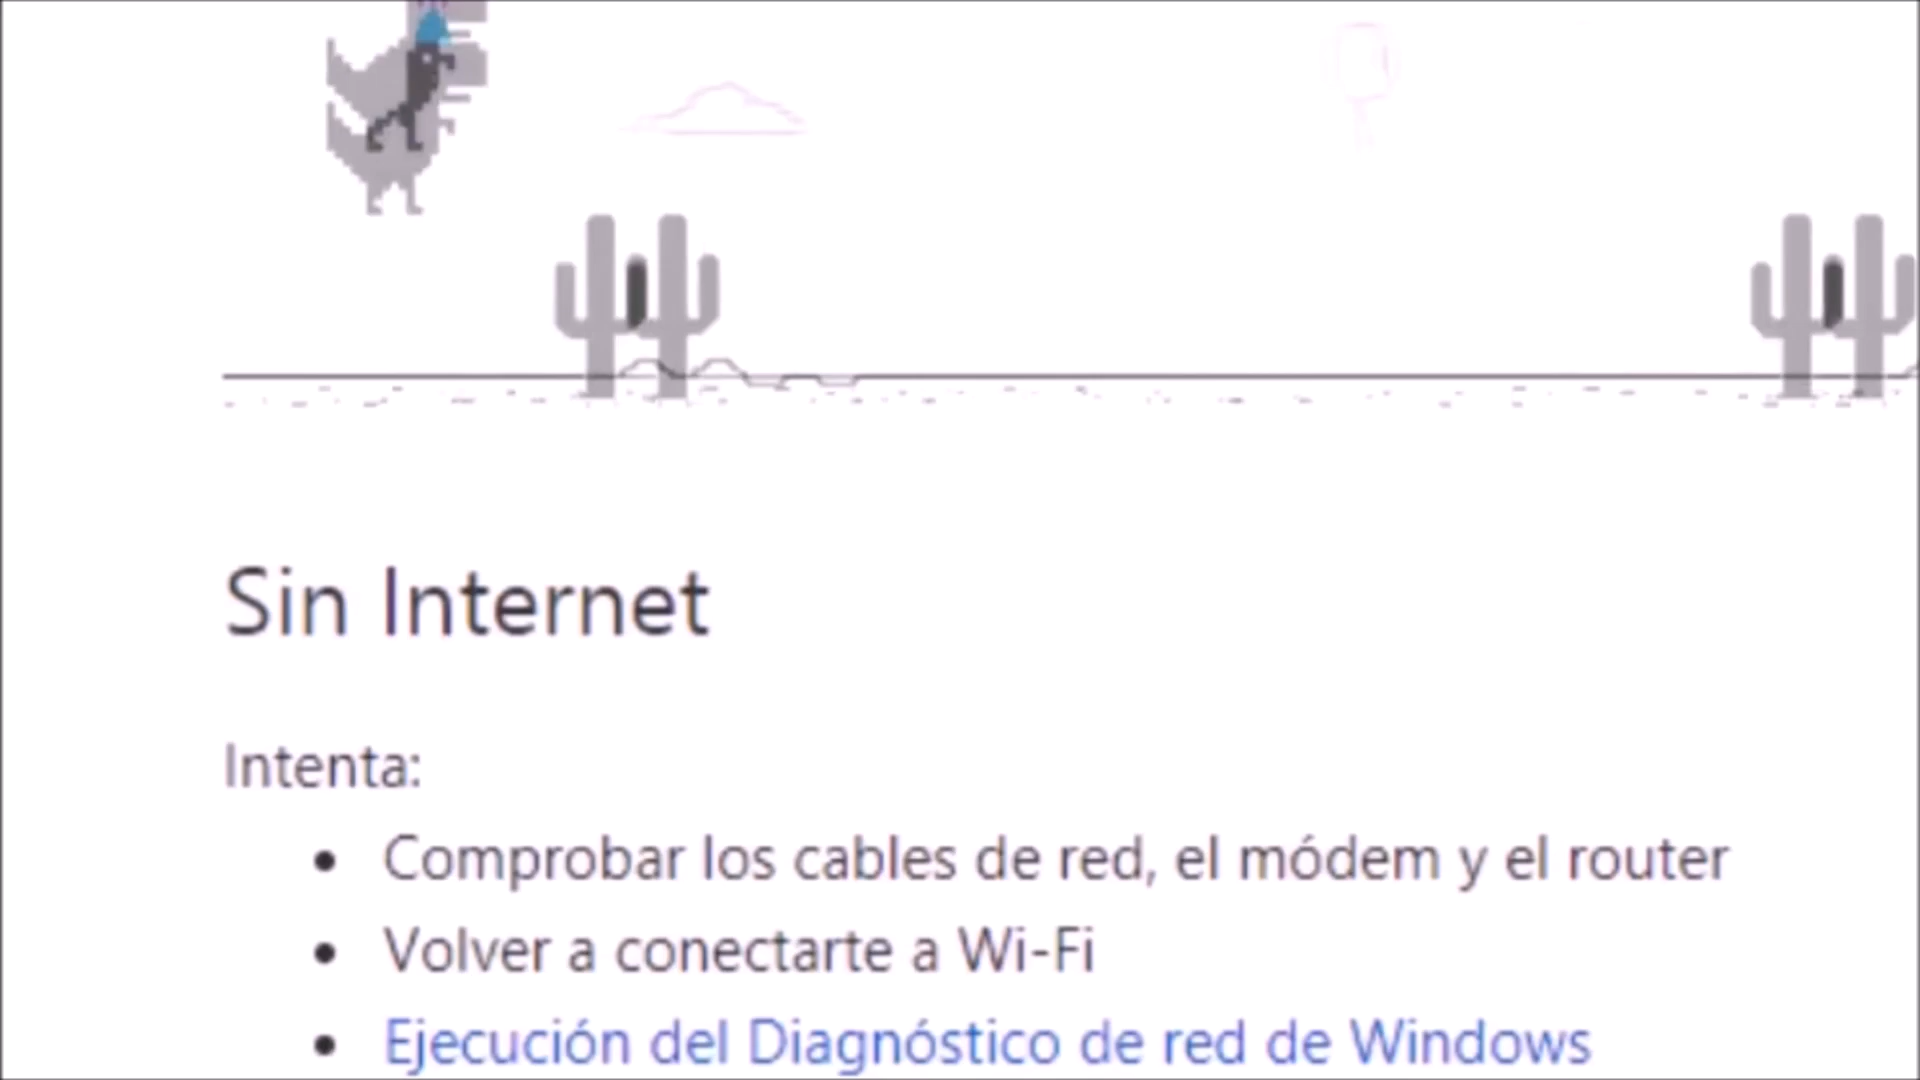 Sin Internet
Intenta:
• Comprobar los cables de red, el módem y el router
• Volver a conectarte a Wi-Fi
• Ejecución del Diagnóstico de red de Windows